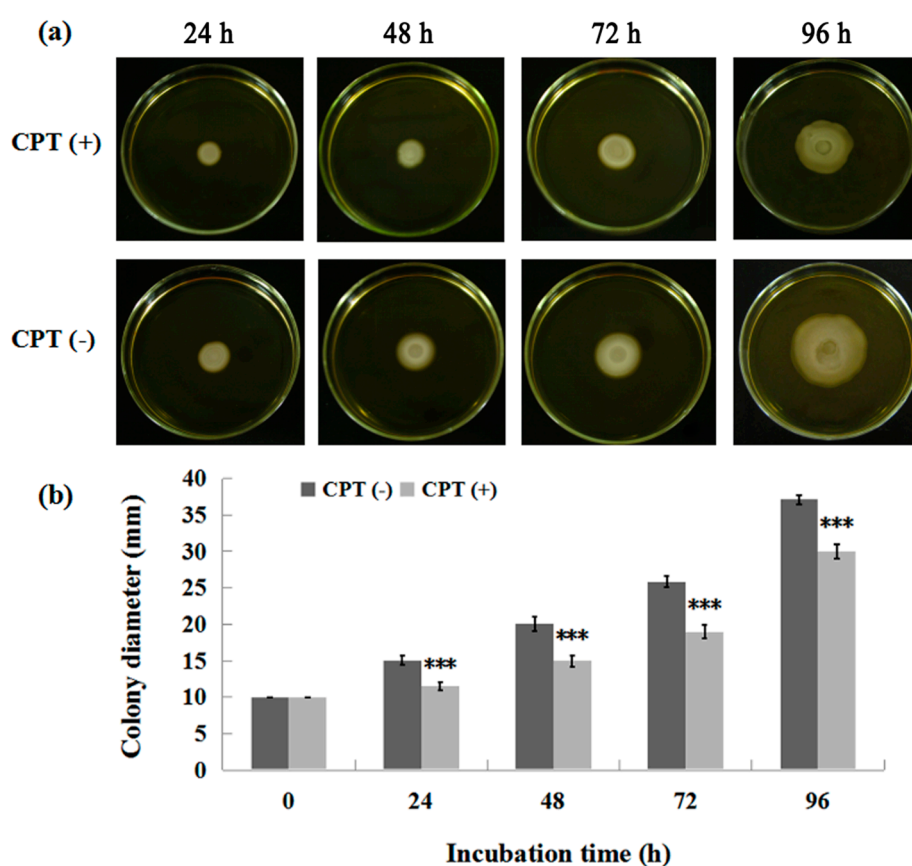 (a) 24 h 48 h 72 h 96 h
CPT (+)
CPT (-)
(b)
CPT (-) CPT (+)
Colony diameter (mm)
40
35
30
25
20
15
10
5
0
***
***
***
***
0 24 48 72 96
Incubation time (h)